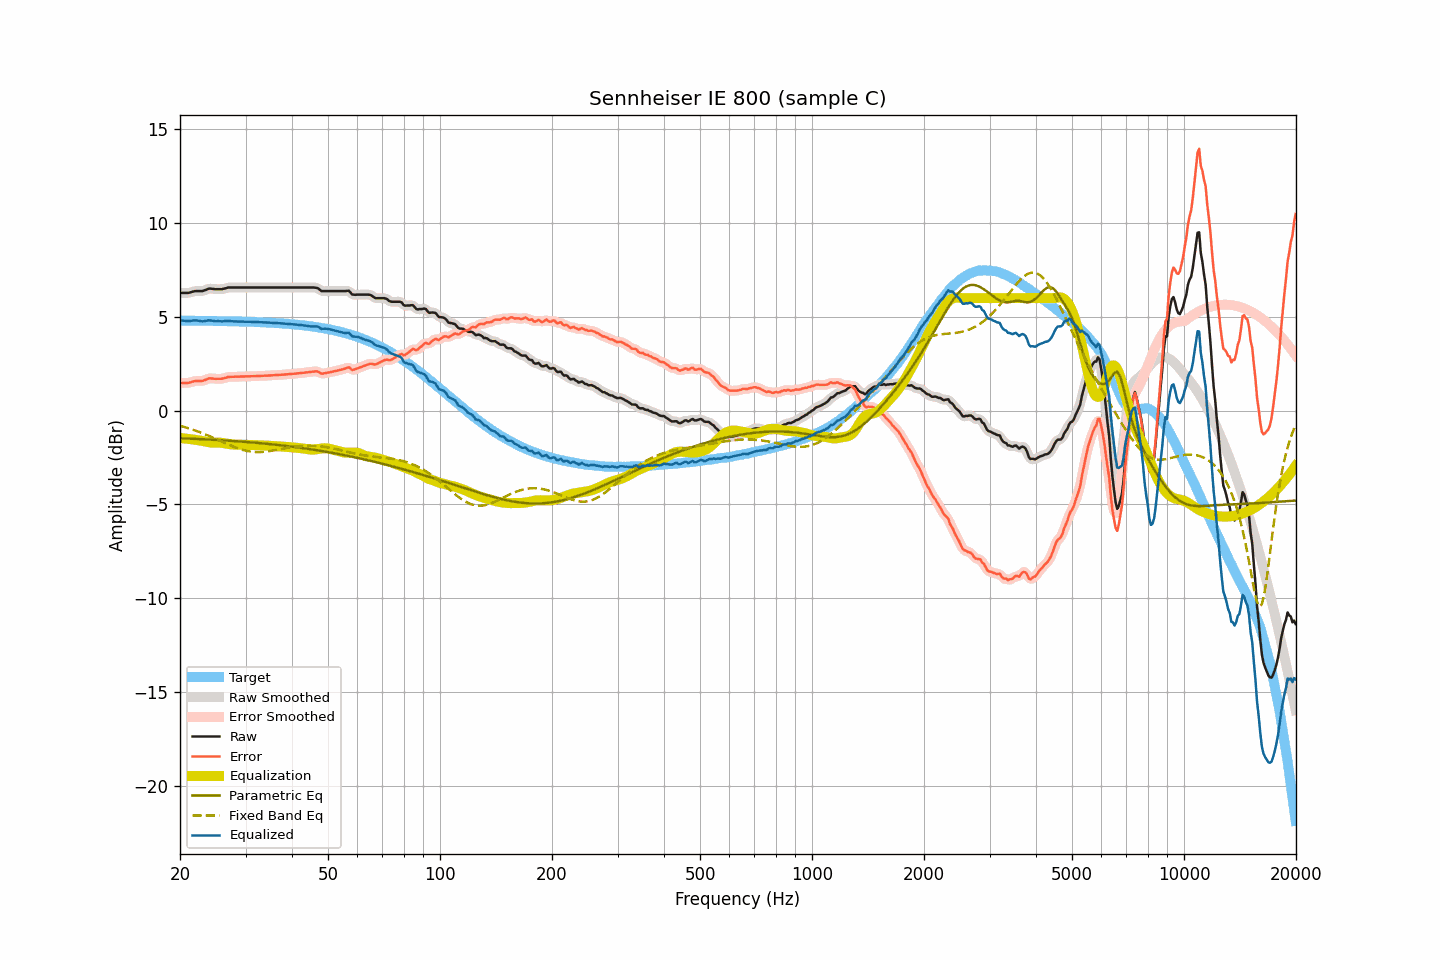 Sennheiser IE 800 (sample C)
15
10
5
0
−5
−10
−15
−20
Amplitude (dBr)
Target
Raw Smoothed
Error Smoothed
Raw
Error
Equalization
Parametric Eq
Fixed Band Eq
Equalized
20 50 100 200 500 1000 2000 5000 10000 20000
Frequency (Hz)